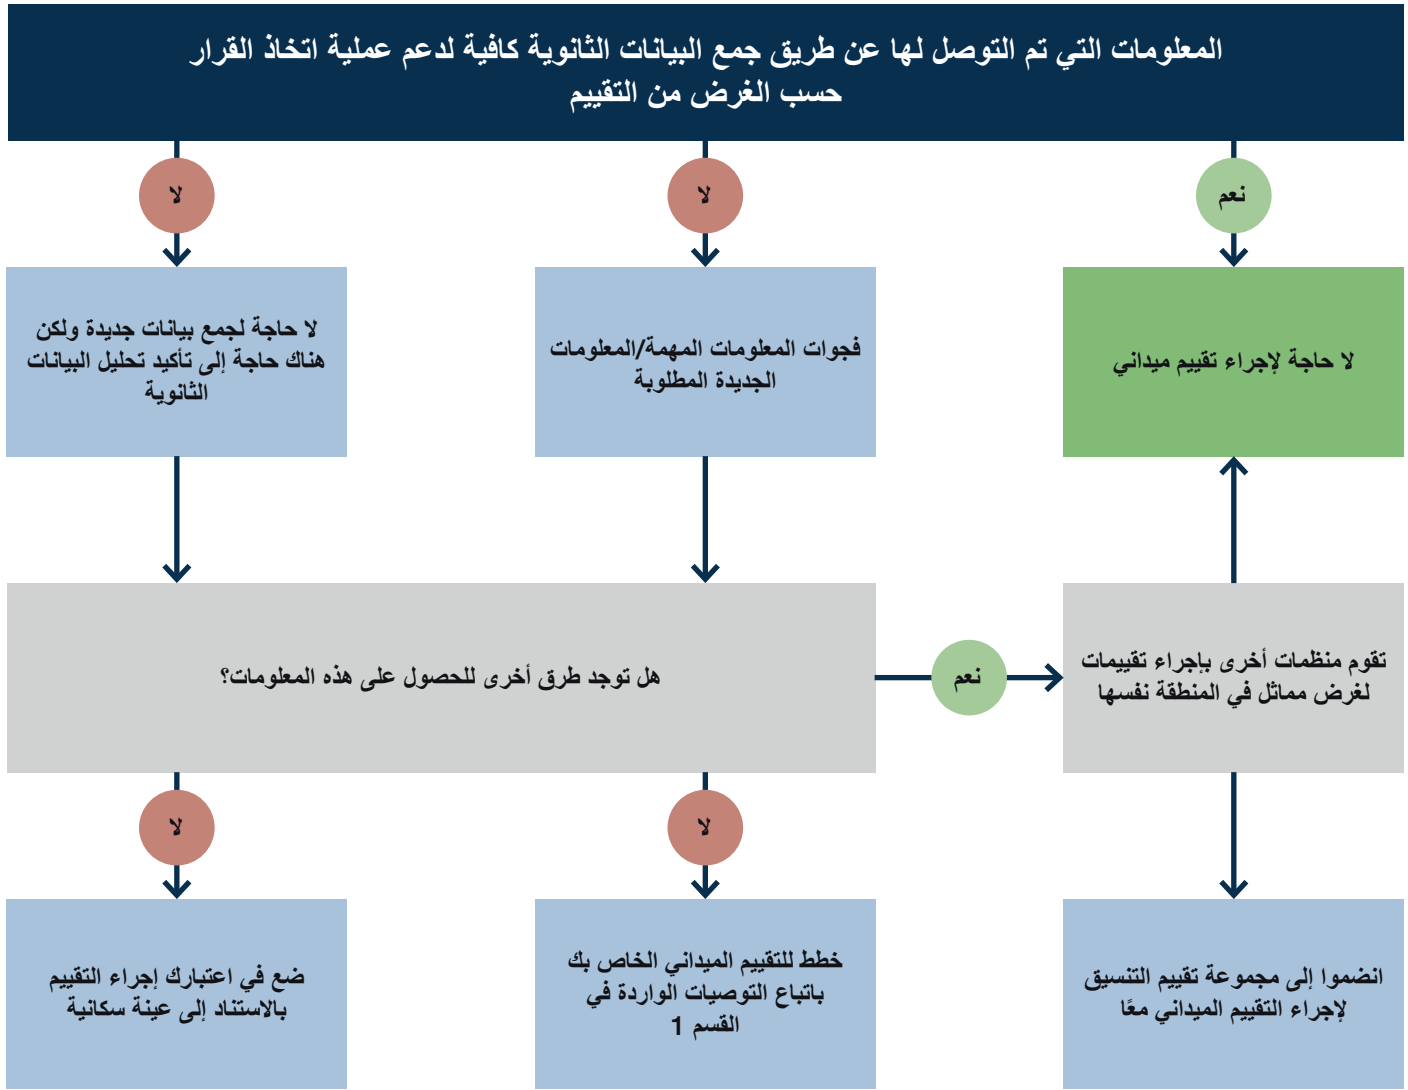 المعلومات التي تم التوصل لها عن طريق جمع البيانات الثانوية كافية لدعم عملية اتخاذ القرار
حسب الغرض من التقييم
نعم
لا
لا
لا حاجة لإجراء تقييم ميداني
فجوات المعلومات المهمة/المعلومات
الجديدة المطلوبة
لا حاجة لجمع بيانات جديدة ولكن
هناك حاجة إلى تأكيد تحليل البيانات
الثانوية
تقوم منظمات أخرى بإجراء تقييمات
لغرض مماثل في المنطقة نفسها
نعم
هل توجد طرق أخرى للحصول على هذه المعلومات؟
لا
لا
انضموا إلى مجموعة تقييم التنسيق
لإجراء التقييم الميداني معًا
خطط للتقييم الميداني الخاص بك
باتباع التوصيات الواردة في
القسم 1
ضع في اعتبارك إجراء التقييم
بالاستناد إلى عينة سكانية